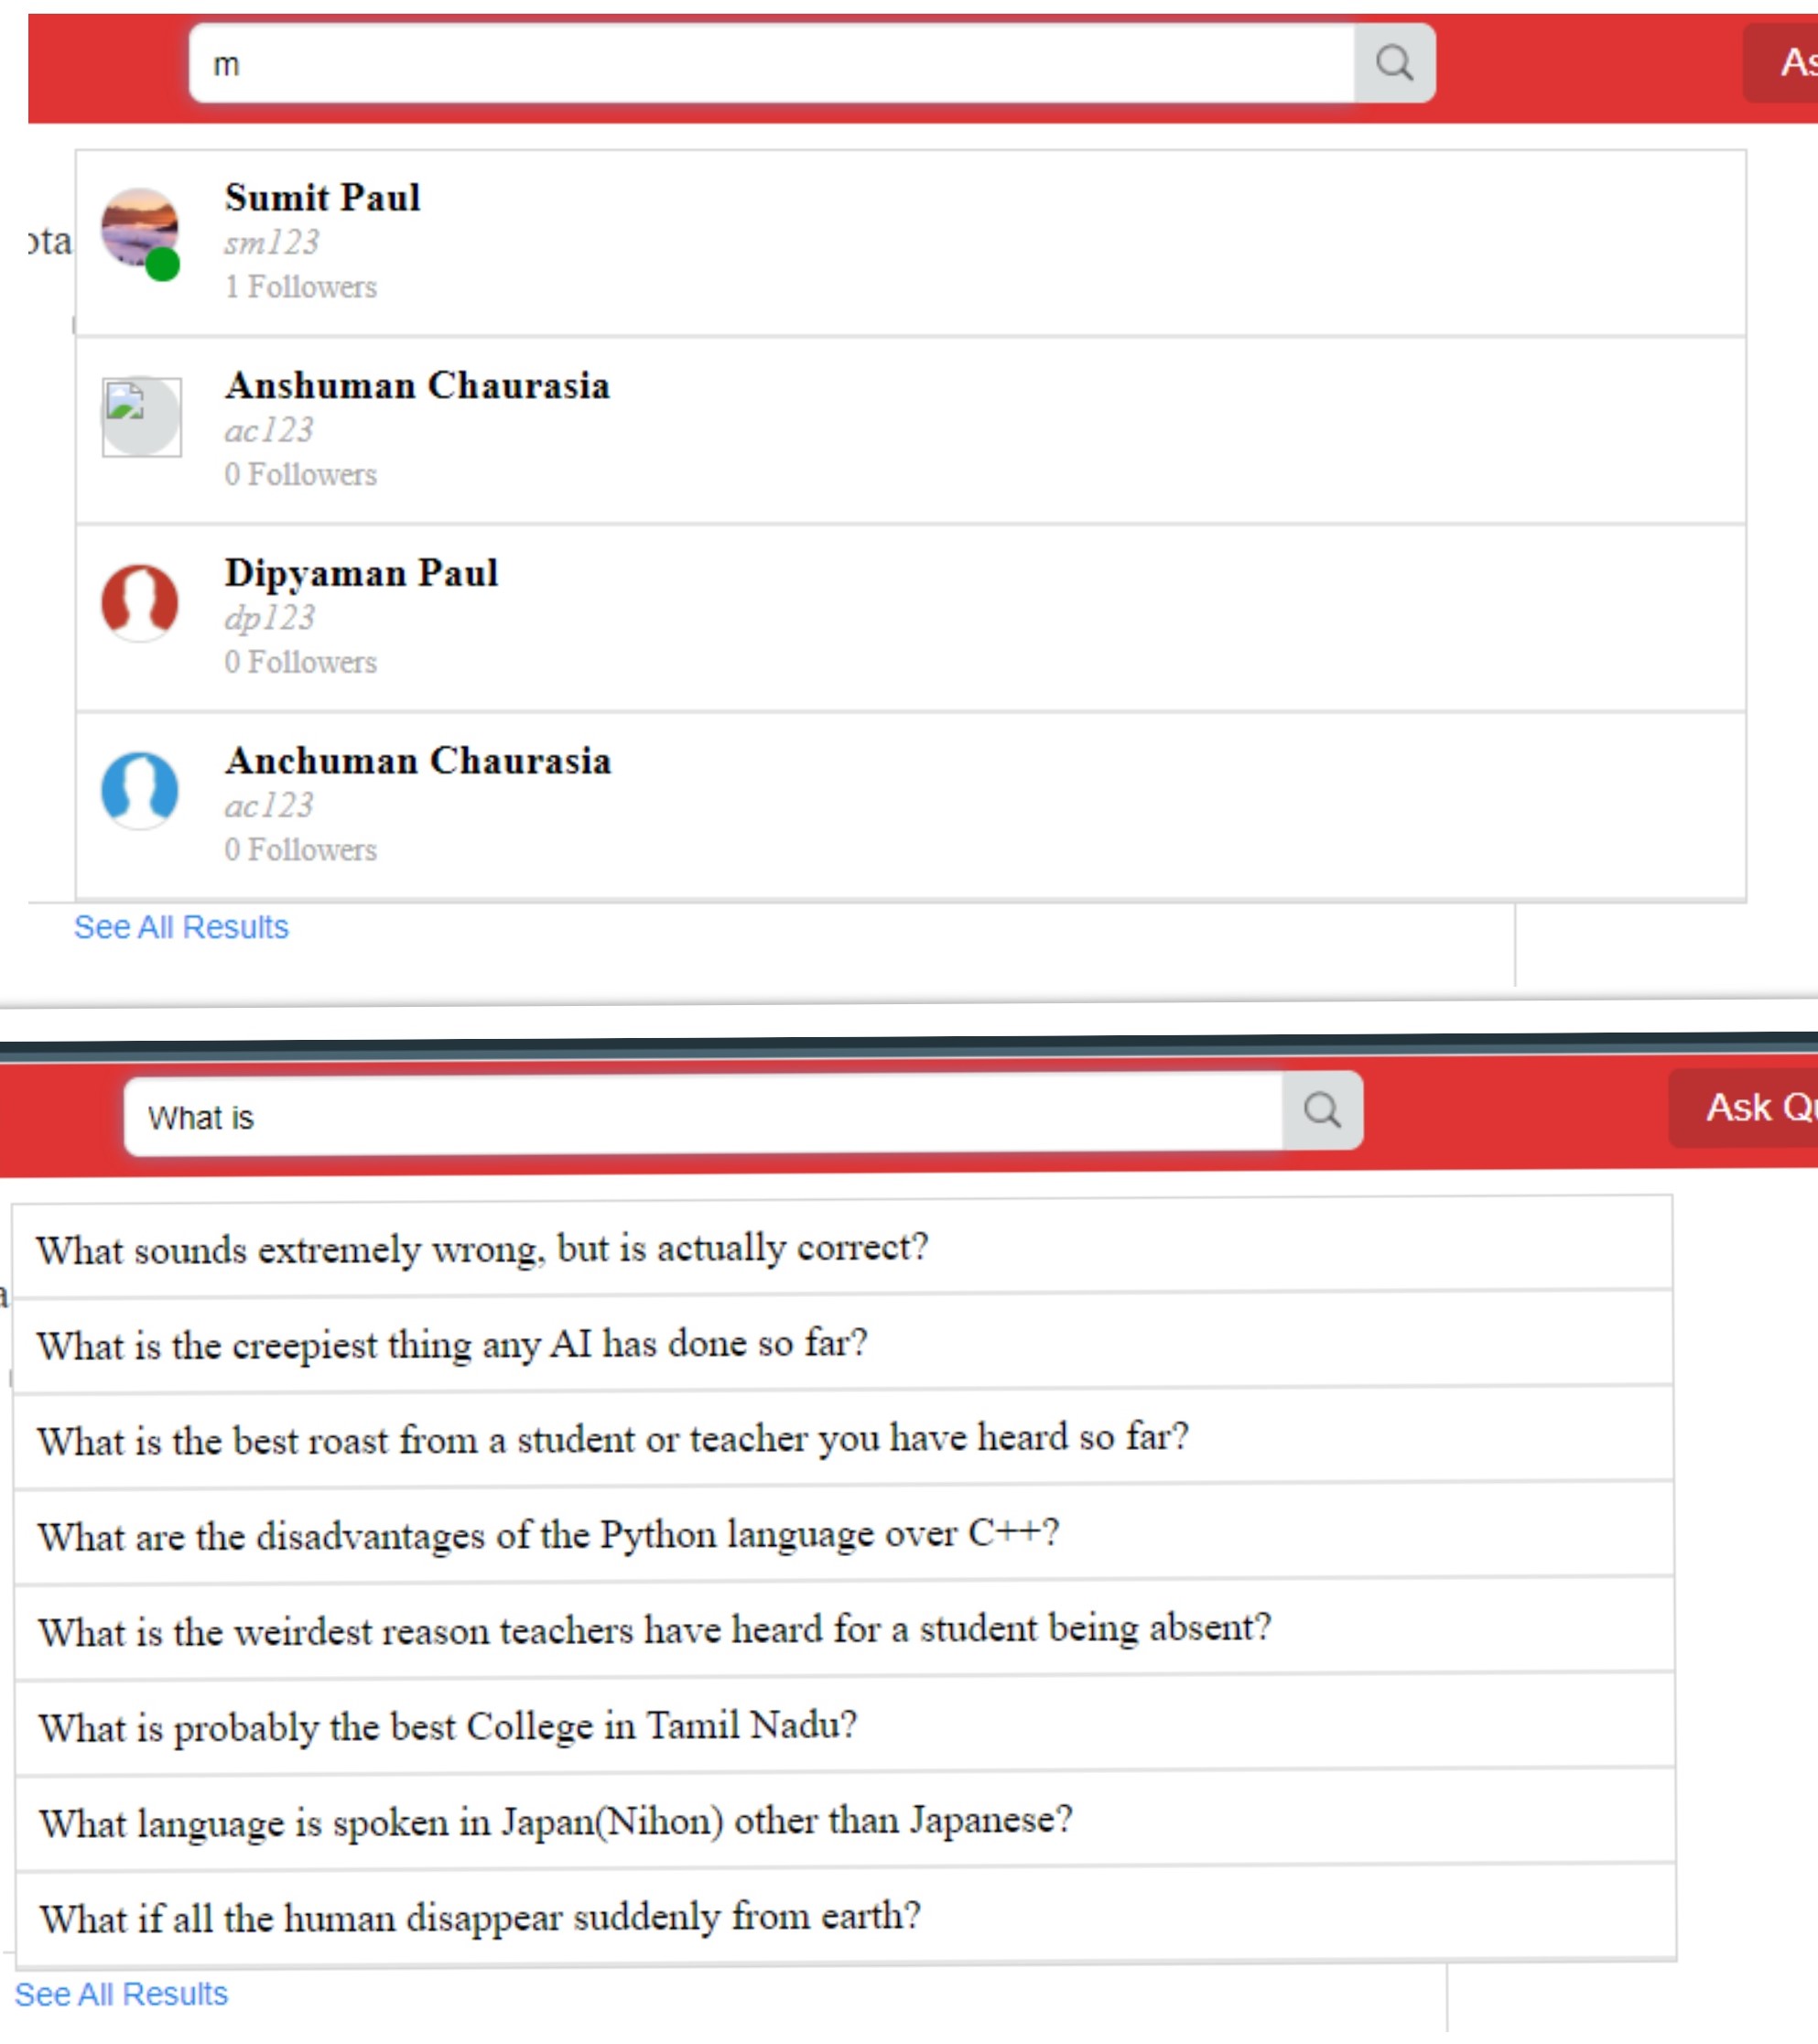 m
As
ota
Sumit Paul
sm123
1 Followers
Anshuman Chaurasia
ac123
0 Followers
Dipyaman Paul
dp123
0 Followers
Anchuman Chaurasia
ac123
0 Followers
See All Results
What is
Ask Qu
What sounds extremely wrong, but is actually correct?
a
What is the creepiest thing any AI has done so far?
What is the best roast from a student or teacher you have heard so far?
What are the disadvantages of the Python language over C++?
What is the weirdest reason teachers have heard for a student being absent?
What is probably the best College in Tamil Nadu?
What language is spoken in Japan(Nihon) other than Japanese?
What if all the human disappear suddenly from earth?
See All Results